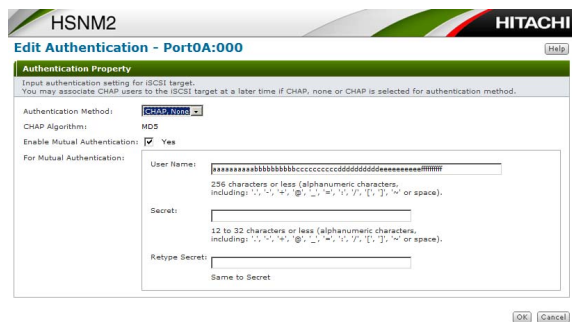 HSNM2
HITACHI
Edit Authentication - Port0A:000
Help
Authentication Property
Input authentication setting for iSCSI target.
You may associate CHAP users to the iSCSI target at a later time if CHAP, none or CHAP is selected for authentication method.
Authentication Method: CHAP, None
CHAP Algorithm: MD5
Enable Mutual Authentication: Yes
For Mutual Authentication:
User Name: aaaaaaaaaabbbbbbbbbbccccccccccddddddddddeeeeeeeeeeffffffffff
256 characters or less (alphanumeric characters,
including: '.', '-', '+', '@', '_', '=', ':', '/', '[', ']', '~' or space).
Secret:
12 to 32 characters or less (alphanumeric characters,
including: '.', '-', '+', '@', '_', '=', ':', '/', '[', ']', '~' or space).
Retype Secret:
Same to Secret
OK Cancel